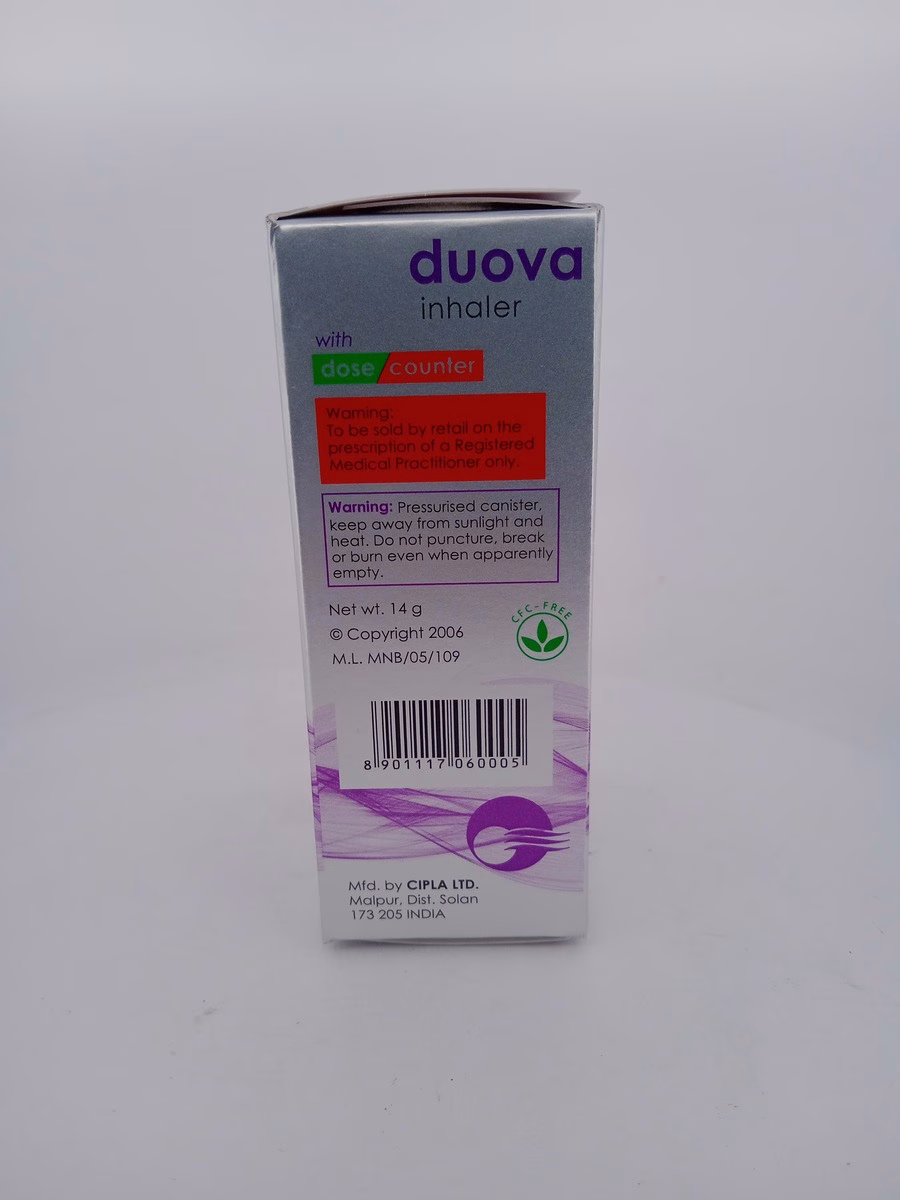 duova
inhaler
with
dose/counter
Warning:
To be sold by retail on the
prescription of a Registered
Medical Practitioner only.
Warning: Pressurised canister,
keep away from sunlight and
heat. Do not puncture, break
or burn even when apparently
empty.
Net wt. 14 g
© Copyright 2006
M.L. MNB/05/109
CFC-FREE
8 901117 060005
Mfd. by CIPLA LTD.
Malpur, Dist. Solan
173 205 INDIA